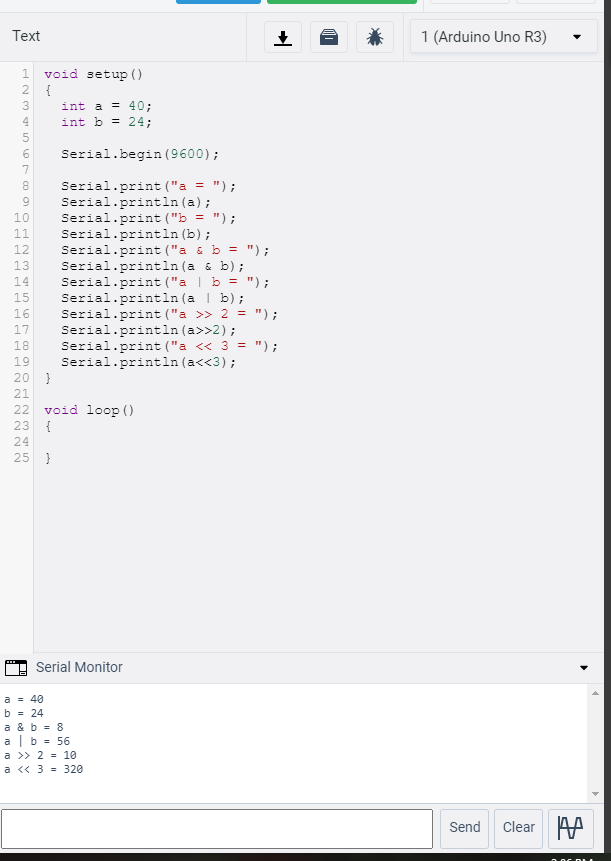 Text
1 (Arduino Uno R3)
1 void setup()
2 {
3   int a = 40;
4   int b = 24;
5
6   Serial.begin(9600);
7
8   Serial.print("a = ");
9   Serial.println(a);
10   Serial.print("b = ");
11   Serial.println(b);
12   Serial.print("a & b = ");
13   Serial.println(a & b);
14   Serial.print("a | b = ");
15   Serial.println(a | b);
16   Serial.print("a >> 2 = ");
17   Serial.println(a>>2);
18   Serial.print("a << 3 = ");
19   Serial.println(a<<3);
20 }
21
22 void loop()
23 {
24
25 }
Serial Monitor
a = 40
b = 24
a & b = 8
a | b = 56
a >> 2 = 10
a << 3 = 320
Send
Clear